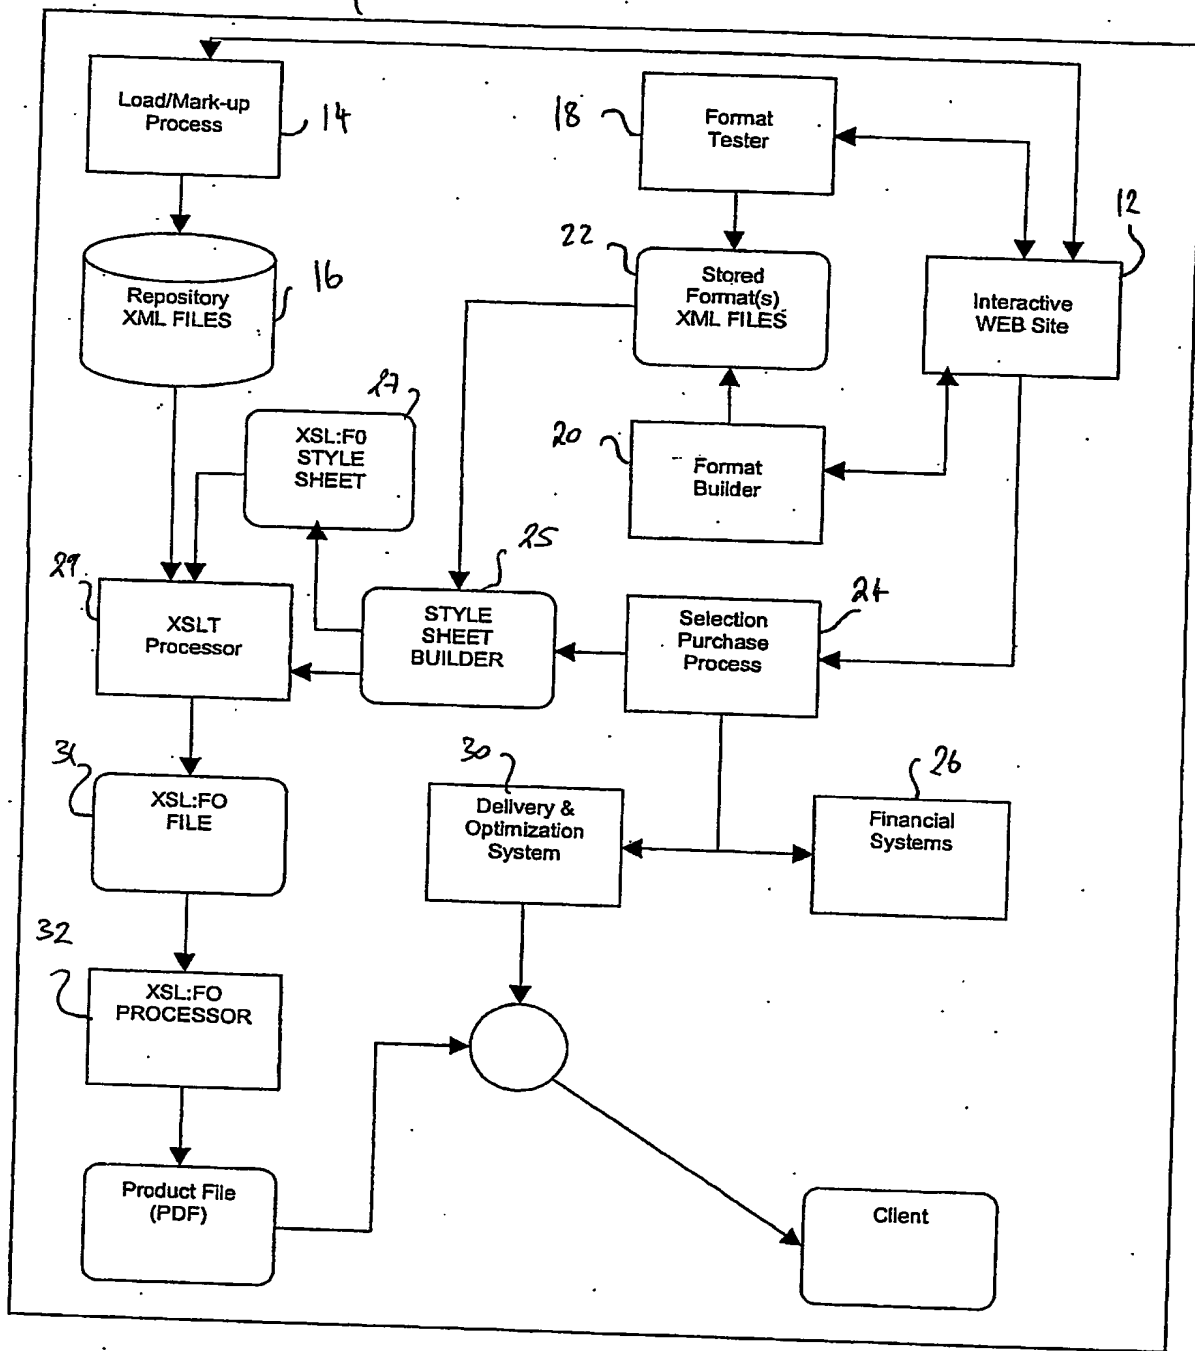 Load/Mark-up
Process
14
18
Format
Tester
12
22
Stored
Format(s)
XML FILES
Interactive
WEB Site
Repository
XML FILES
16
27
XSL:F0
STYLE
SHEET
20
Format
Builder
25
29
XSLT
Processor
STYLE
SHEET
BUILDER
Selection
Purchase
Process
24
31
XSL:FO
FILE
30
Delivery &
Optimization
System
26
Financial
Systems
32
XSL:FO
PROCESSOR
Product File
(PDF)
Client